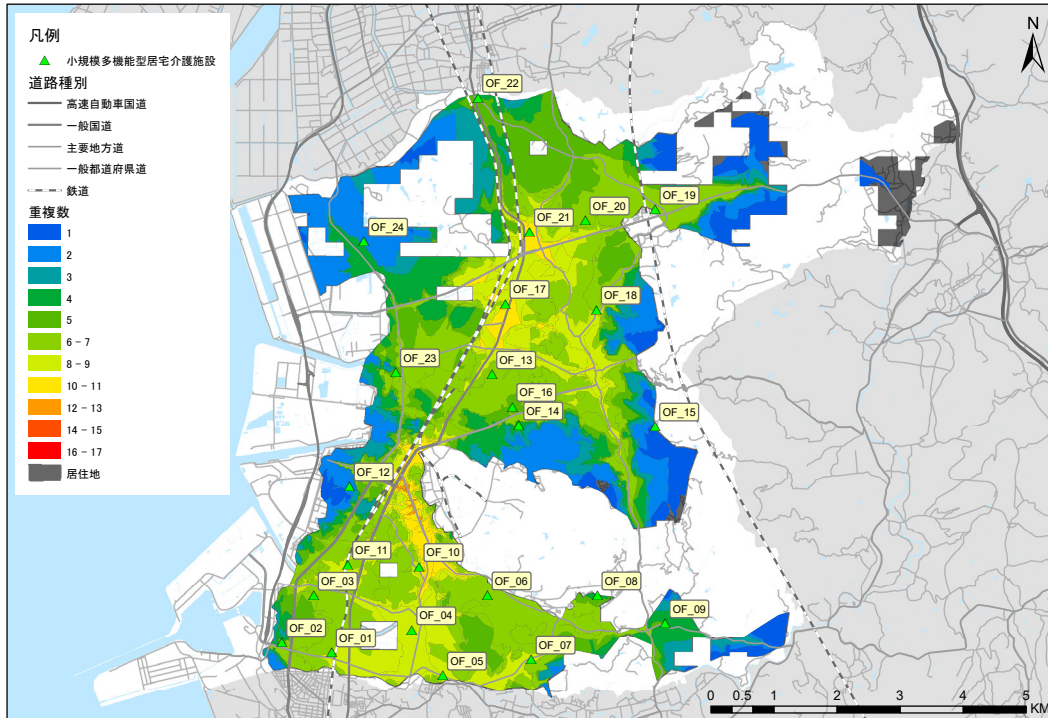 凡例
小規模多機能型居宅介護施設
道路種別
高速自動車国道
一般国道
主要地方道
一般都道府県道
鉄道
重複数
1
2
3
4
5
6 - 7
8 - 9
10 - 11
12 - 13
14 - 15
16 - 17
居住地
N
OF_22
OF_19
OF_20
OF_21
OF_24
OF_17
OF_18
OF_23
OF_13
OF_16
OF_14
OF_15
OF_12
OF_11
OF_10
OF_03
OF_06
OF_08
OF_09
OF_04
OF_02
OF_01
OF_07
OF_05
0 0.5 1 2 3 4 5
KM